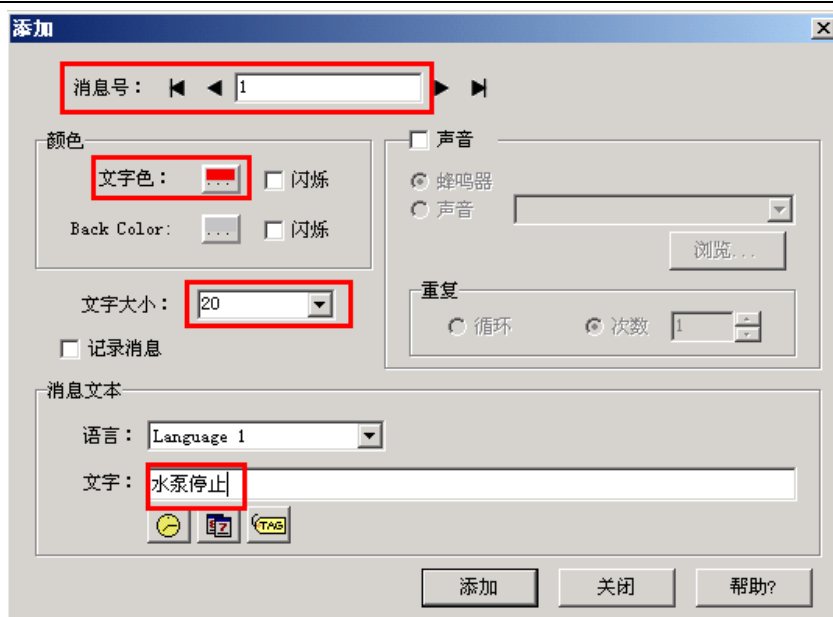 添加
消息号： 1
颜色
文字色： ... 闪烁
Back Color: ... 闪烁
声音
蜂鸣器
声音
浏览...
文字大小： 20
重复
循环 次数 1
记录消息
消息文本
语言： Language 1
文字： 水泵停止
TAG
添加 关闭 帮助?